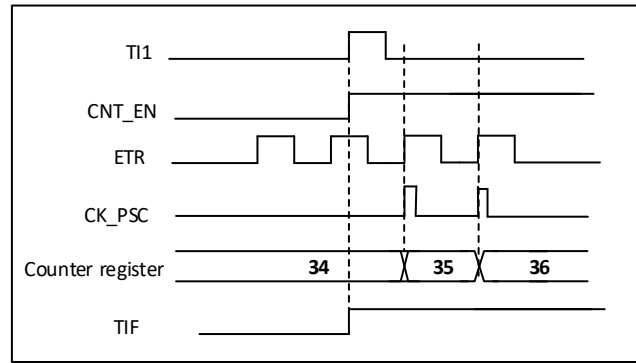 TI1
CNT_EN
ETR
CK_PSC
Counter register 34 35 36
TIF